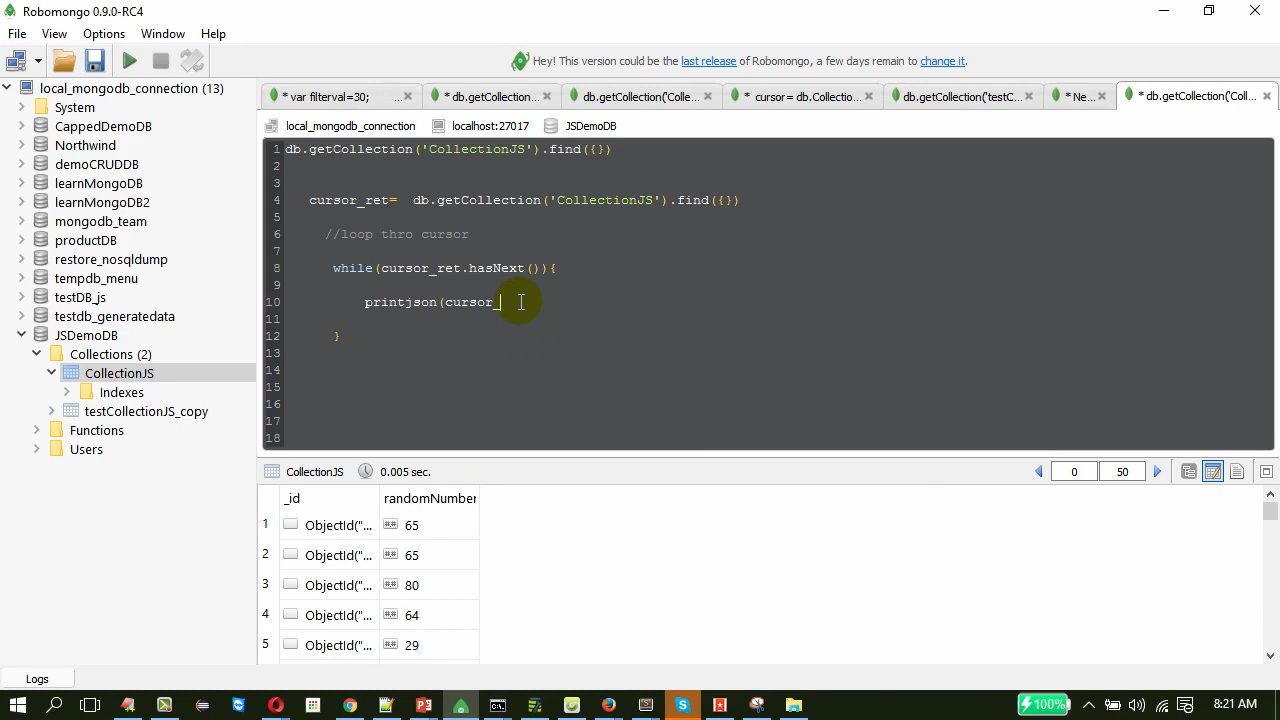 Robomongo 0.9.0-RC4
File View Options Window Help
Hey! This version could be the last release of Robomongo, a few days remain to change it.
local_mongodb_connection (13)
System
CappedDemoDB
Northwind
demoCRUDDB
learnMongoDB
learnMongoDB2
mongodb_team
productDB
restore_nosqldump
tempdb_menu
testDB_js
testdb_generatedata
JSDemoDB
Collections (2)
CollectionJS
Indexes
testCollectionJS_copy
Functions
Users
* var filterval=30; ...
* db.getCollection...
db.getCollection('Colle...
* cursor= db.Collectio...
db.getCollection('testC...
* Ne...
* db.getCollection('Coll...
local_mongodb_connection localhost:27017 JSDemoDB
1 db.getCollection('CollectionJS').find({})
2
3
4 cursor_ret= db.getCollection('CollectionJS').find({})
5
6 //loop thro cursor
7
8 while(cursor_ret.hasNext()){
9
10 printjson(cursor_
11
12 }
13
14
15
16
17
18
CollectionJS 0.005 sec. 0 50
_id randomNumber
1 ObjectId("... 65
2 ObjectId("... 65
3 ObjectId("... 80
4 ObjectId("... 64
5 ObjectId("... 29
Logs
100% 8:21 AM